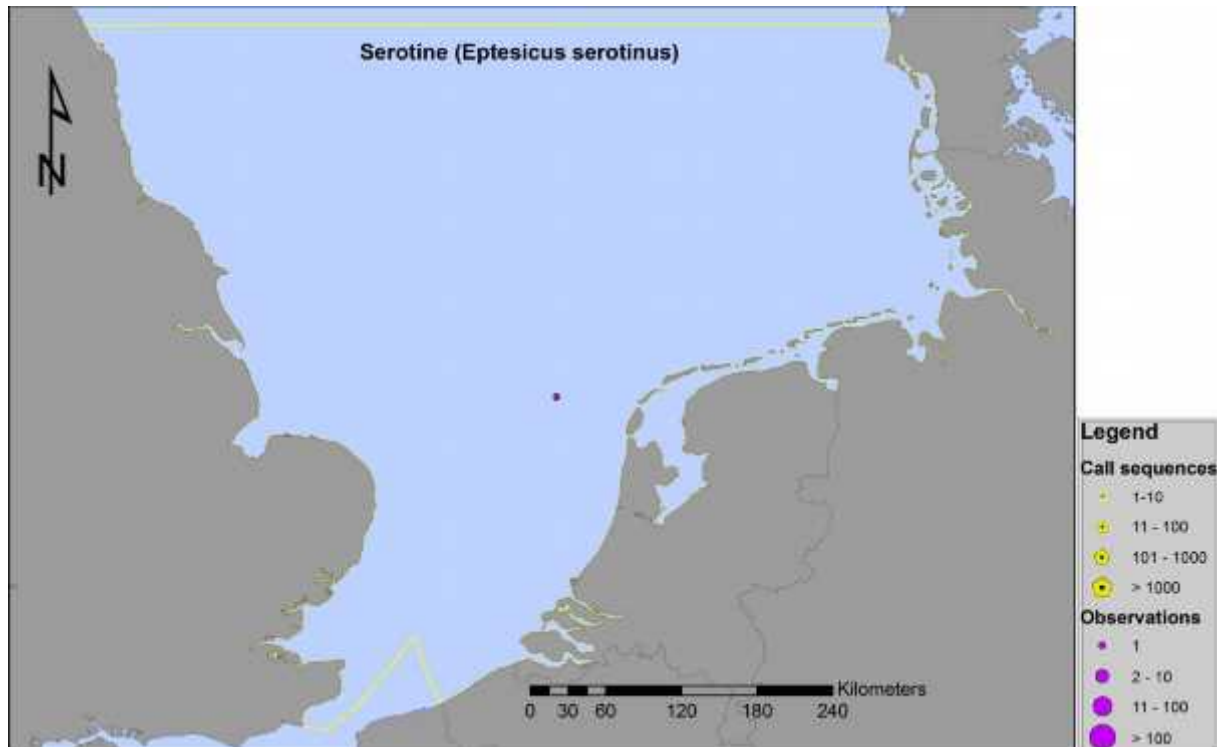 Serotine (Eptesicus serotinus)
N
Kilometers
0 30 60 120 180 240
Legend
Call sequences
1-10
11 - 100
101 - 1000
> 1000
Observations
1
2 - 10
11 - 100
> 100